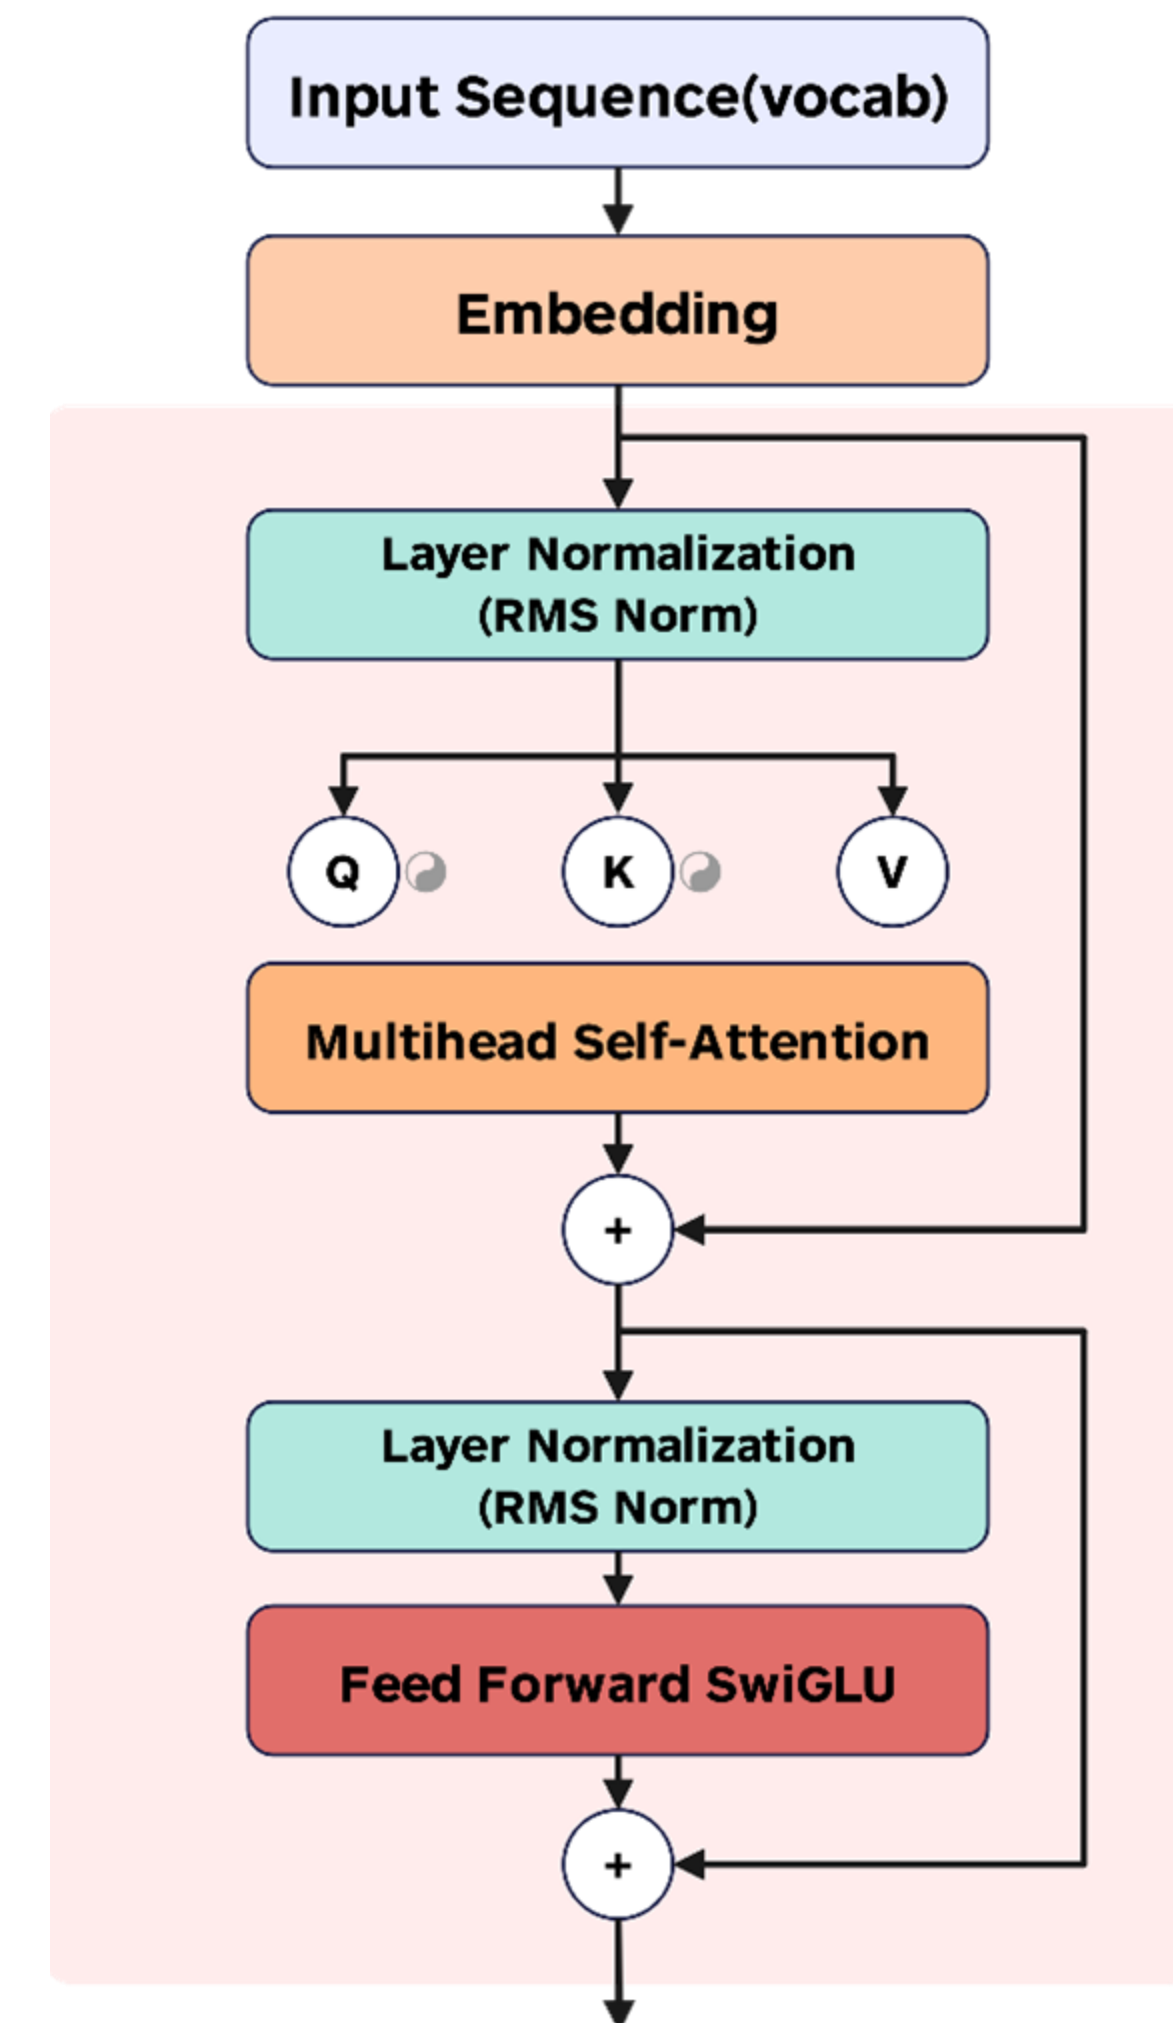 Input Sequence(vocab)
Embedding
Layer Normalization
(RMS Norm)
Q
K
V
Multihead Self-Attention
+
Layer Normalization
(RMS Norm)
Feed Forward SwiGLU
+